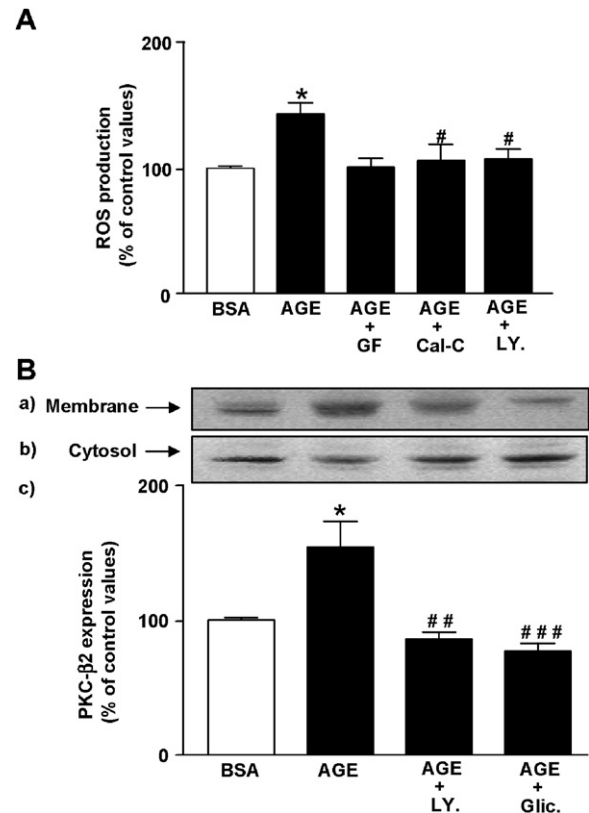 A
ROS production
(% of control values)
200
100
0
*
#
#
BSA
AGE
AGE
+
GF
AGE
+
Cal-C
AGE
+
LY.
B
a) Membrane
b) Cytosol
c)
PKC-β2 expression
(% of control values)
200
100
0
*
# #
# # #
BSA
AGE
AGE
+
LY.
AGE
+
Glic.